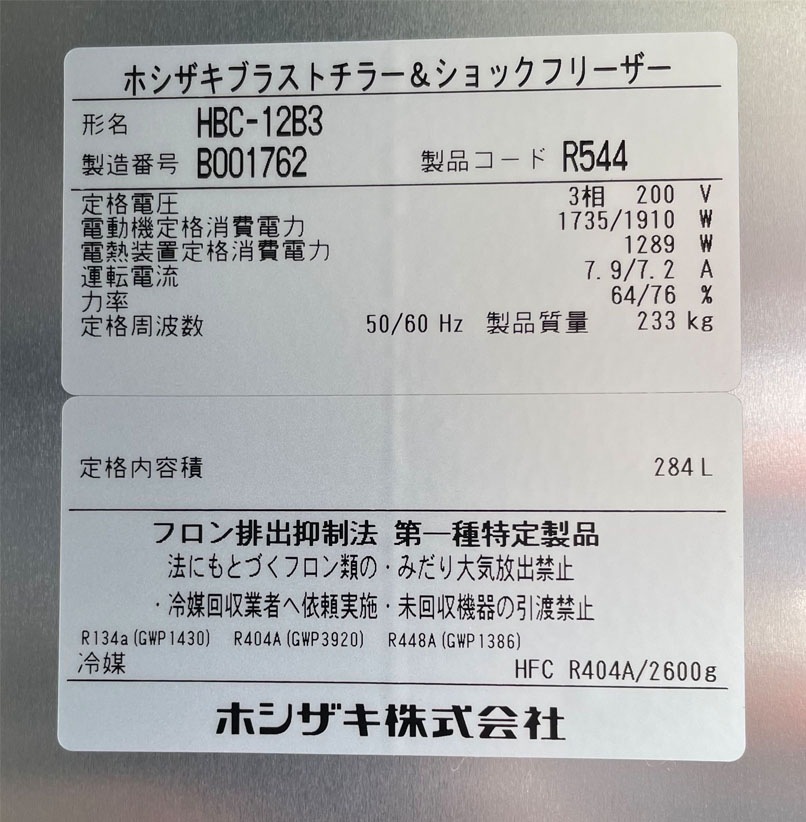 ホシザキブラストチラー&ショックフリーザー
形名 HBC-12B3
製造番号 B001762 製品コード R544
定格電圧 3相 200 V
電動機定格消費電力 1735/1910 W
電熱装置定格消費電力 1289 W
運転電流 7.9/7.2 A
力率 64/76 %
定格周波数 50/60 Hz 製品質量 233 kg
定格内容積 284 L
フロン排出抑制法 第一種特定製品
法にもとづくフロン類の・みだり大気放出禁止
・冷媒回収業者へ依頼実施・未回収機器の引渡禁止
R134a(GWP1430) R404A(GWP3920) R448A(GWP1386)
冷媒 HFC R404A/2600g
ホシザキ株式会社